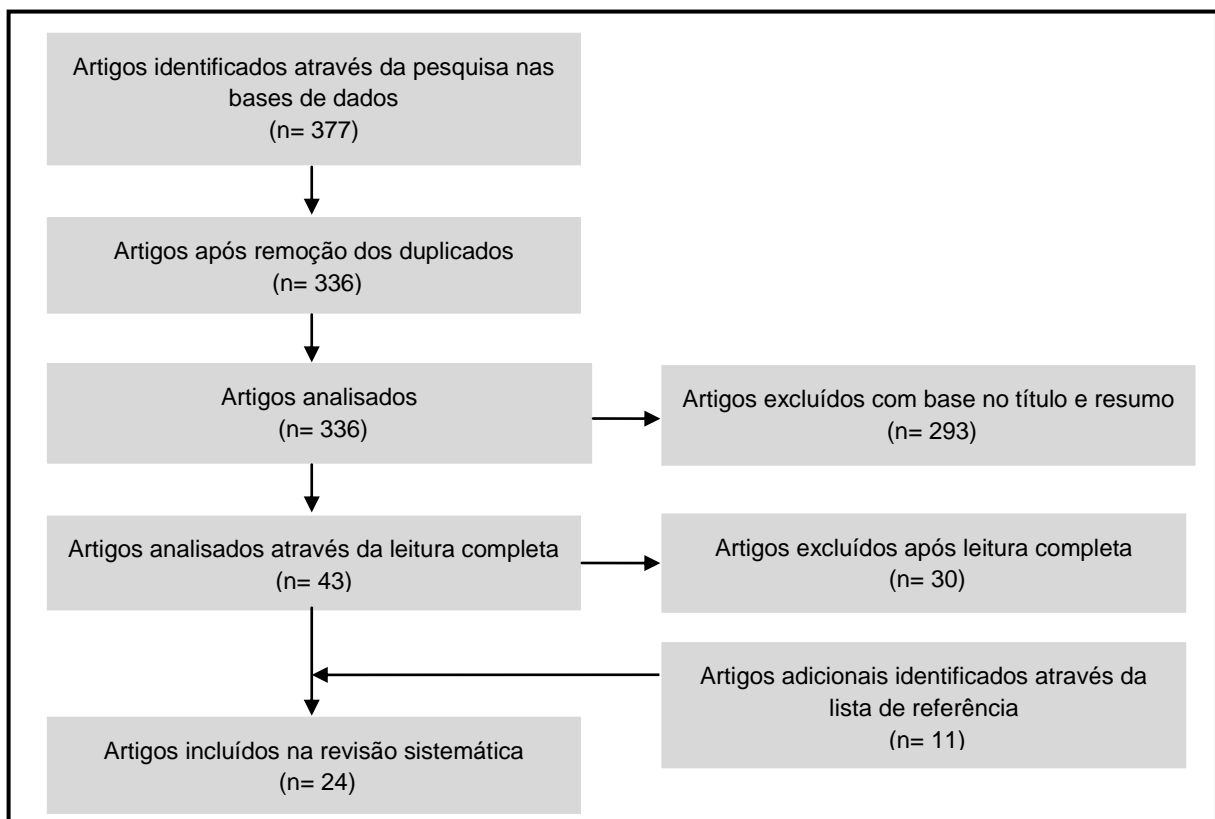 Artigos identificados através da pesquisa nas
bases de dados
(n= 377)
Artigos após remoção dos duplicados
(n= 336)
Artigos analisados
(n= 336)
Artigos excluídos com base no título e resumo
(n= 293)
Artigos analisados através da leitura completa
(n= 43)
Artigos excluídos após leitura completa
(n= 30)
Artigos adicionais identificados através da
lista de referência
(n= 11)
Artigos incluídos na revisão sistemática
(n= 24)